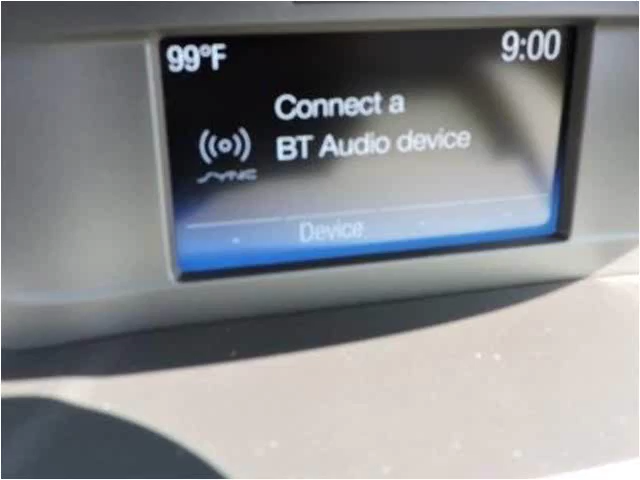 99°F 9:00
Connect a
BT Audio device
SYNC
Device